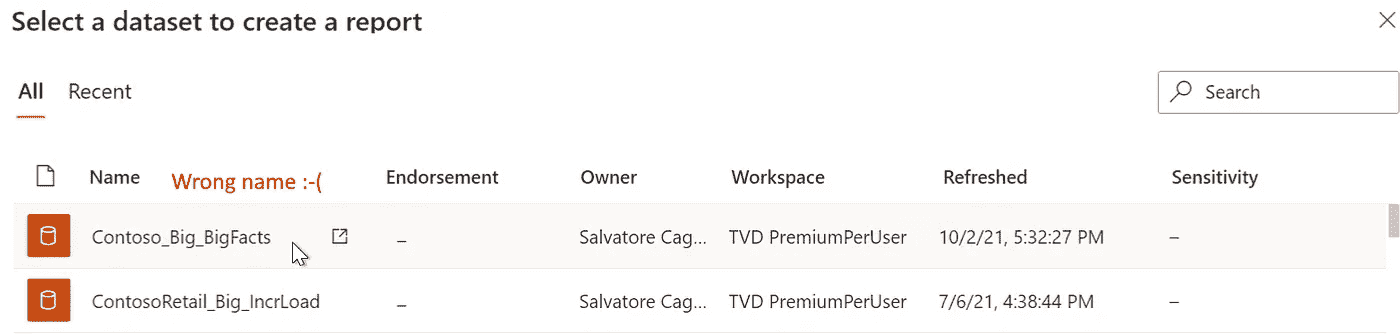 Select a dataset to create a report
All Recent
Search
Name Wrong name :-( Endorsement Owner Workspace Refreshed Sensitivity
Contoso_Big_BigFacts – Salvatore Cag... TVD PremiumPerUser 10/2/21, 5:32:27 PM –
ContosoRetail_Big_IncrLoad – Salvatore Cag... TVD PremiumPerUser 7/6/21, 4:38:44 PM –